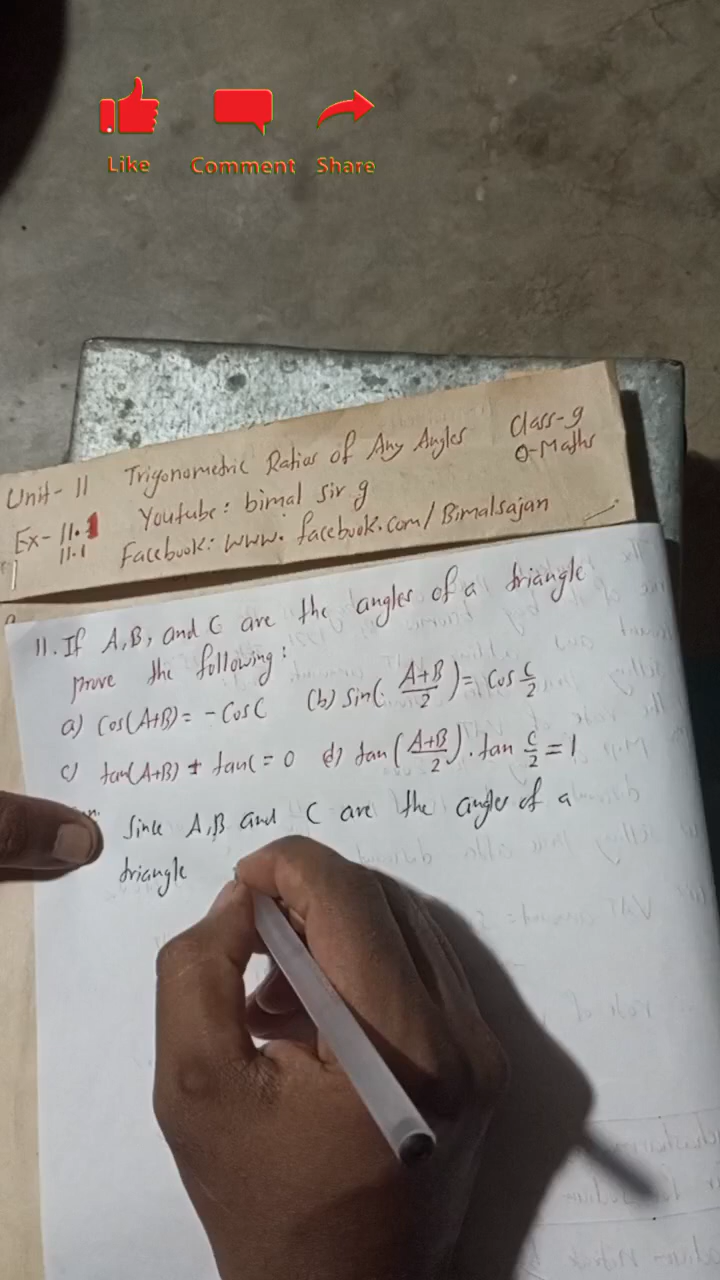 Like Comment Share
Unit-11 Trigonometric Ratios of Any Angles Class-9
O-Maths
Ex-11.1 Youtube: bimal sir g
11.1 Facebook: www.facebook.com/Bimalsajan
11. If A,B, and C are the angles of a triangle
prove the following:
a) Cos(A+B)= -CosC (b) sin(A+B/2)= cos C/2
c) tan(A+B) + tanC = 0 d) tan(A+B/2).tan C/2 = 1
Since A,B and C are the angles of a
triangle